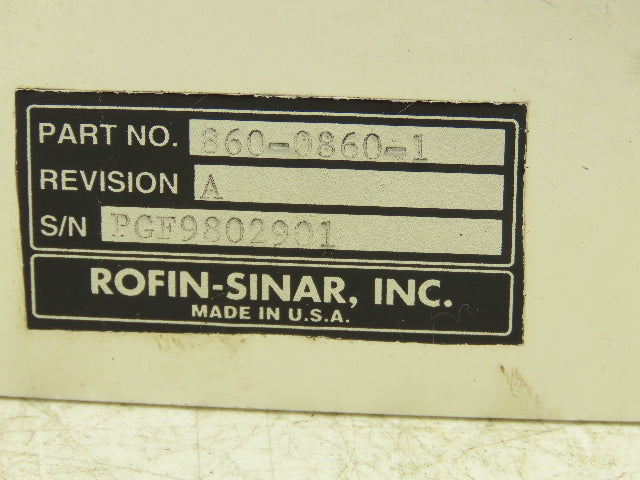 PART NO. 860-0860-1
REVISION A
S/N PGF9802901
ROFIN-SINAR, INC.
MADE IN U.S.A.